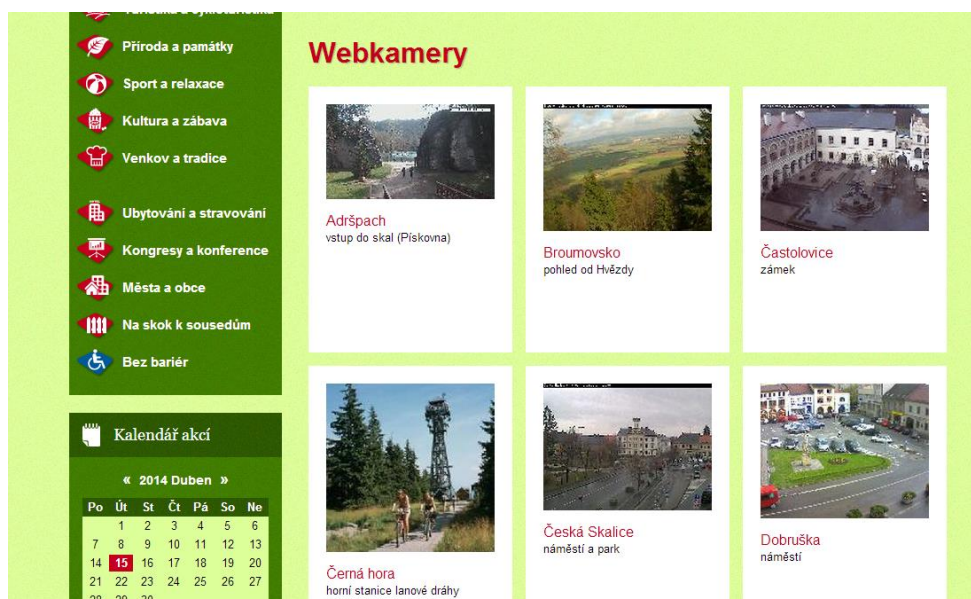 Příroda a památky
Sport a relaxace
Kultura a zábava
Venkov a tradice
Ubytování a stravování
Kongresy a konference
Města a obce
Na skok k sousedům
Bez bariér
Kalendář akcí
« 2014 Duben »
Po Út St Čt Pá So Ne
1 2 3 4 5 6
7 8 9 10 11 12 13
14 15 16 17 18 19 20
21 22 23 24 25 26 27
28 29 30
Webkamery
Adršpach
vstup do skal (Pískovna)
Broumovsko
pohled od Hvězdy
Častolovice
zámek
Černá hora
horní stanice lanové dráhy
Česká Skalice
náměstí a park
Dobruška
náměstí